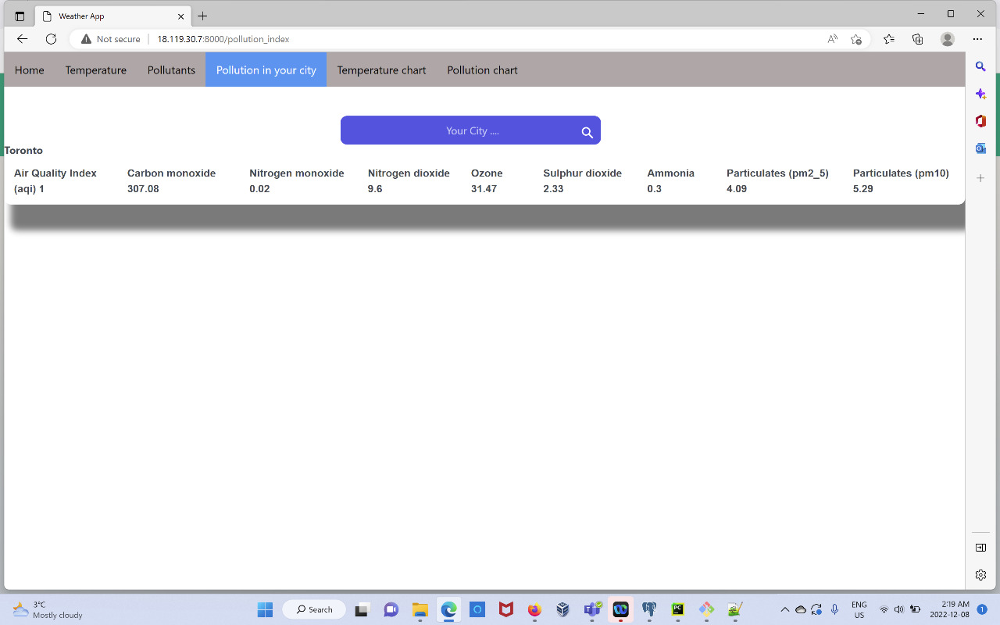 Weather App
Not secure
18.119.30.7:8000/pollution_index
Home Temperature Pollutants Pollution in your city Temperature chart Pollution chart
Your City ....
Toronto
Air Quality Index Carbon monoxide Nitrogen monoxide Nitrogen dioxide Ozone Sulphur dioxide Ammonia Particulates (pm2_5) Particulates (pm10)
(aqi) 1 307.08 0.02 9.6 31.47 2.33 0.3 4.09 5.29
3°C
Mostly cloudy
Search
PC
ENG
US
2:19 AM
2022-12-08
1